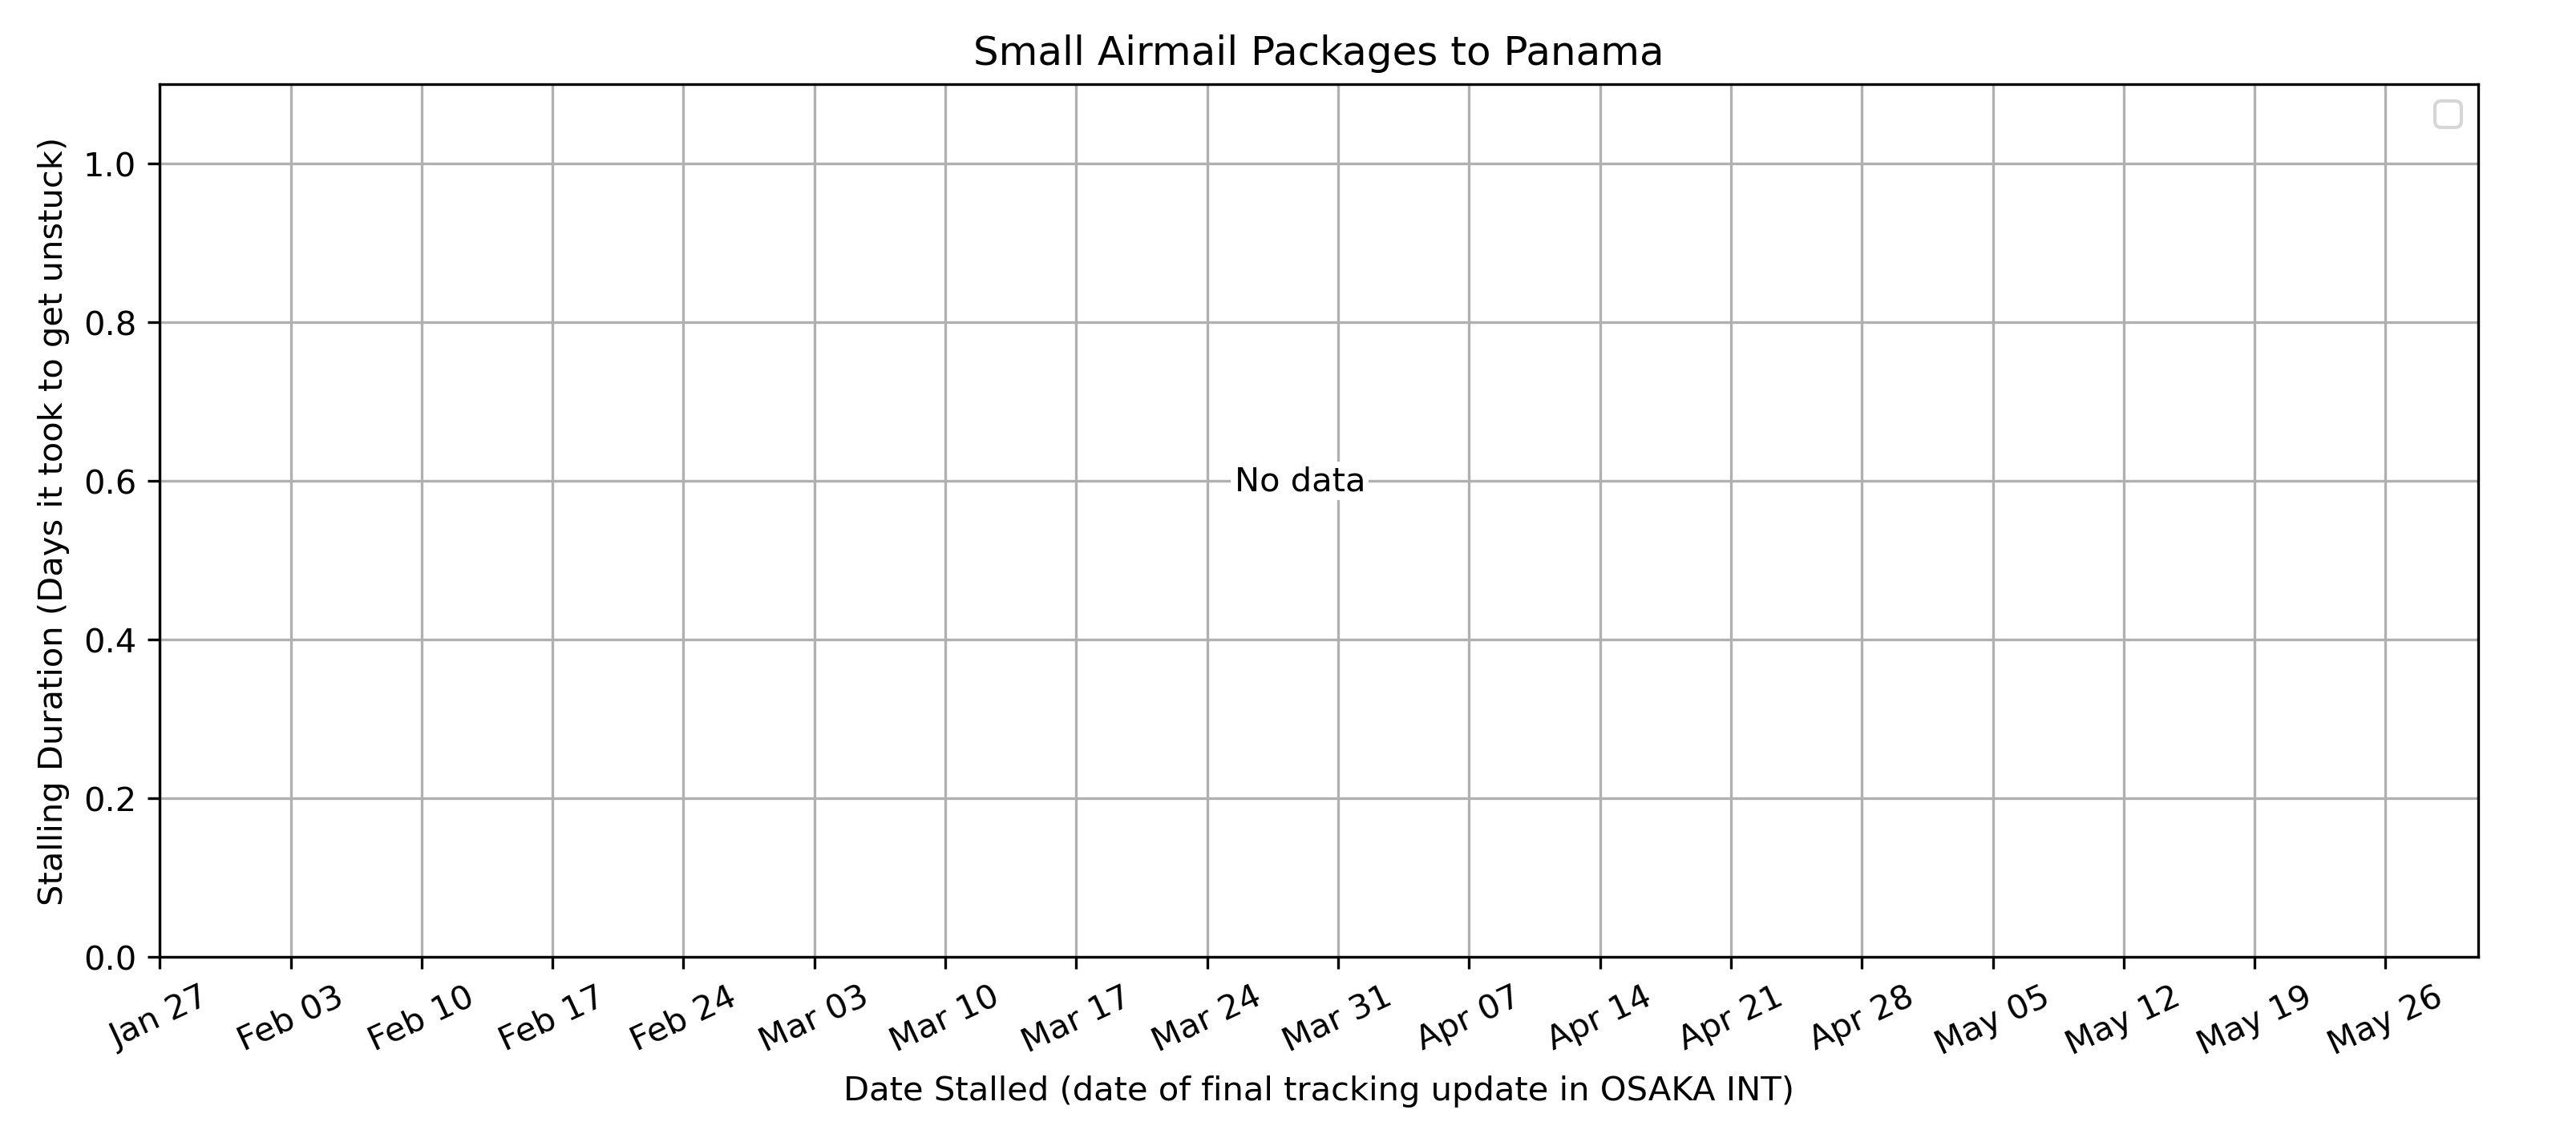 Small Airmail Packages to Panama
Stalling Duration (Days it took to get unstuck)
1.0
0.8
0.6
0.4
0.2
0.0
No data
Jan 27 Feb 03 Feb 10 Feb 17 Feb 24 Mar 03 Mar 10 Mar 17 Mar 24 Mar 31 Apr 07 Apr 14 Apr 21 Apr 28 May 05 May 12 May 19 May 26
Date Stalled (date of final tracking update in OSAKA INT)